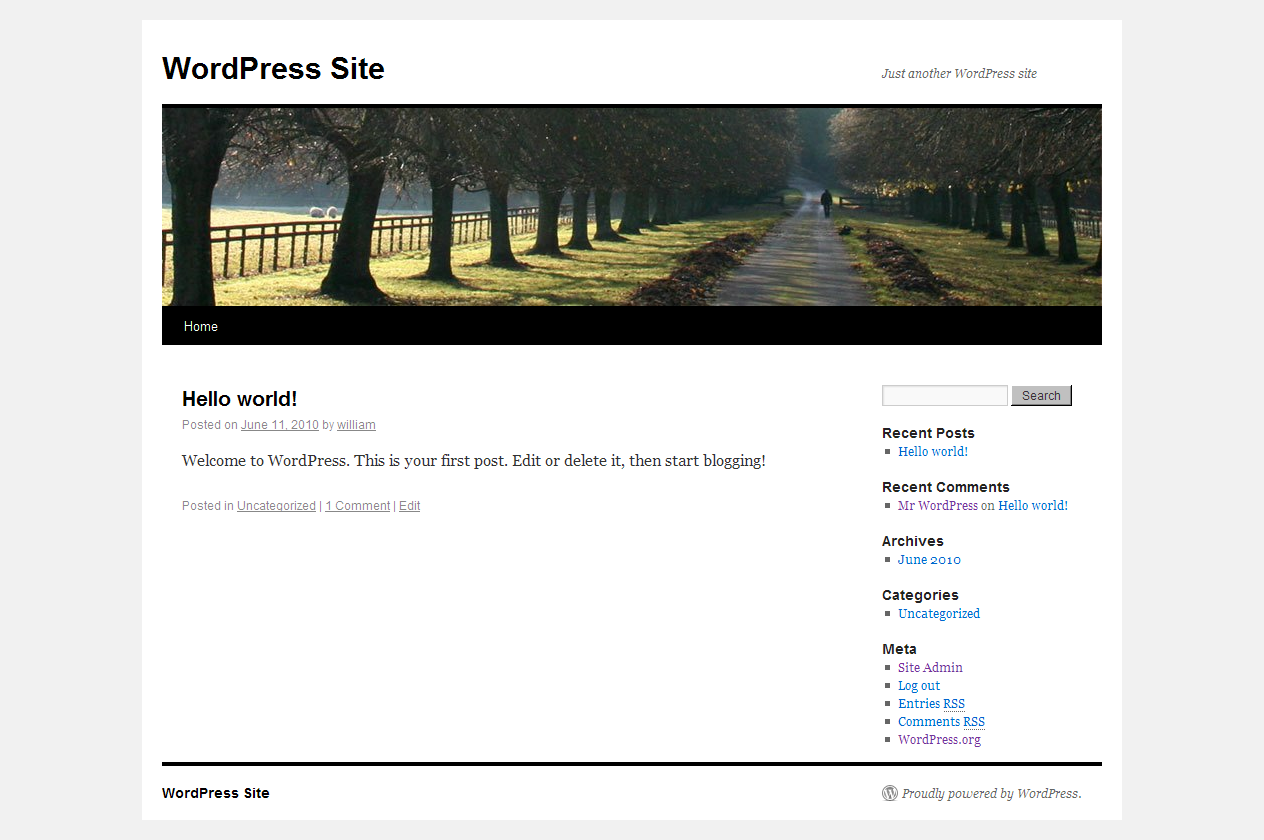 WordPress Site
Just another WordPress site
Home
Hello world!
Posted on June 11, 2010 by william
Welcome to WordPress. This is your first post. Edit or delete it, then start blogging!
Posted in Uncategorized | 1 Comment | Edit
Search
Recent Posts
Hello world!
Recent Comments
Mr WordPress on Hello world!
Archives
June 2010
Categories
Uncategorized
Meta
Site Admin
Log out
Entries RSS
Comments RSS
WordPress.org
WordPress Site
Proudly powered by WordPress.